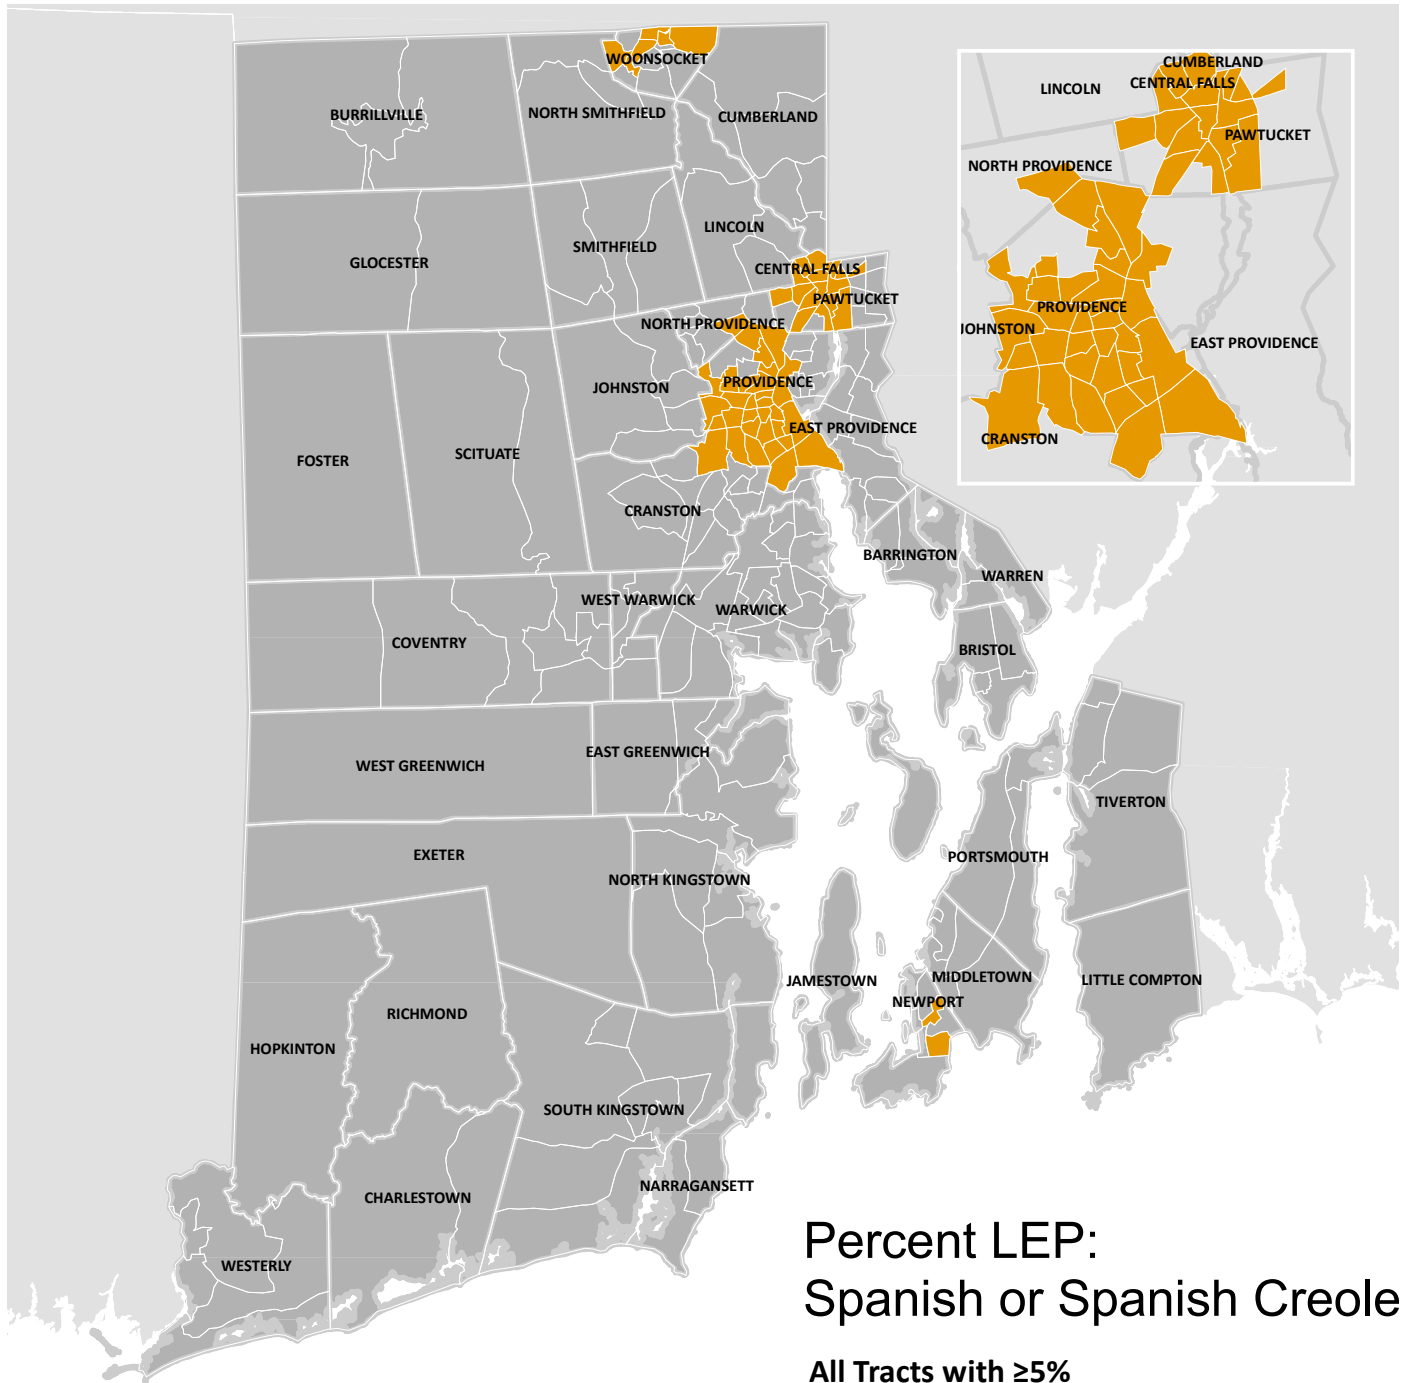 WOONSOCKET
BURRILLVILLE
NORTH SMITHFIELD
CUMBERLAND
GLOCESTER
SMITHFIELD
LINCOLN
CENTRAL FALLS
PAWTUCKET
NORTH PROVIDENCE
JOHNSTON
PROVIDENCE
EAST PROVIDENCE
FOSTER
SCITUATE
CRANSTON
CUMBERLAND
LINCOLN
CENTRAL FALLS
PAWTUCKET
NORTH PROVIDENCE
PROVIDENCE
JOHNSTON
EAST PROVIDENCE
CRANSTON
BARRINGTON
WARREN
WEST WARWICK
WARWICK
COVENTRY
BRISTOL
EAST GREENWICH
WEST GREENWICH
TIVERTON
EXETER
PORTSMOUTH
NORTH KINGSTOWN
JAMESTOWN
MIDDLETOWN
LITTLE COMPTON
NEWPORT
RICHMOND
HOPKINTON
SOUTH KINGSTOWN
NARRAGANSETT
CHARLESTOWN
WESTERLY
Percent LEP:
Spanish or Spanish Creole
All Tracts with ≥5%